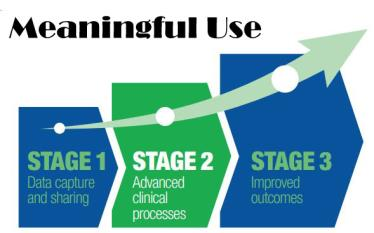 Meaningful Use
STAGE 1
Data capture
and sharing
STAGE 2
Advanced
clinical
processes
STAGE 3
Improved
outcomes